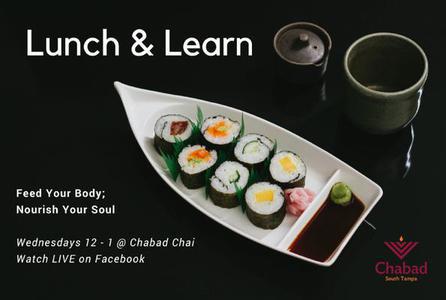 Lunch & Learn
Feed Your Body;
Nourish Your Soul
Wednesdays 12 - 1 @ Chabad Chai
Watch LIVE on Facebook
Chabad
South Tampa